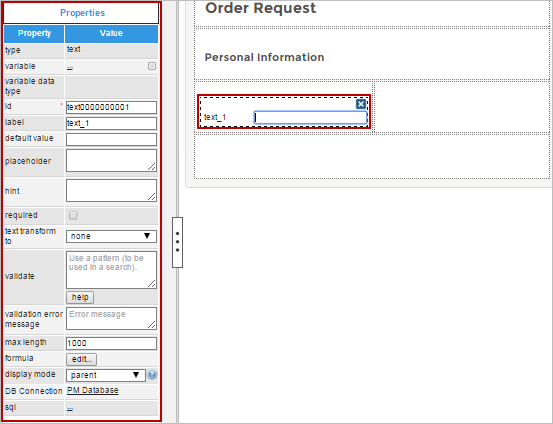 Properties
Property Value
type text
variable ...
variable data
type
id * text0000000001
label text_1
default value
placeholder
hint
required
text transform
to none
validate Use a pattern (to be
used in a search).
help
validation error
message Error message
max length 1000
formula edit...
display mode parent
DB Connection PM Database
sql ...
Order Request
Personal Information
text_1